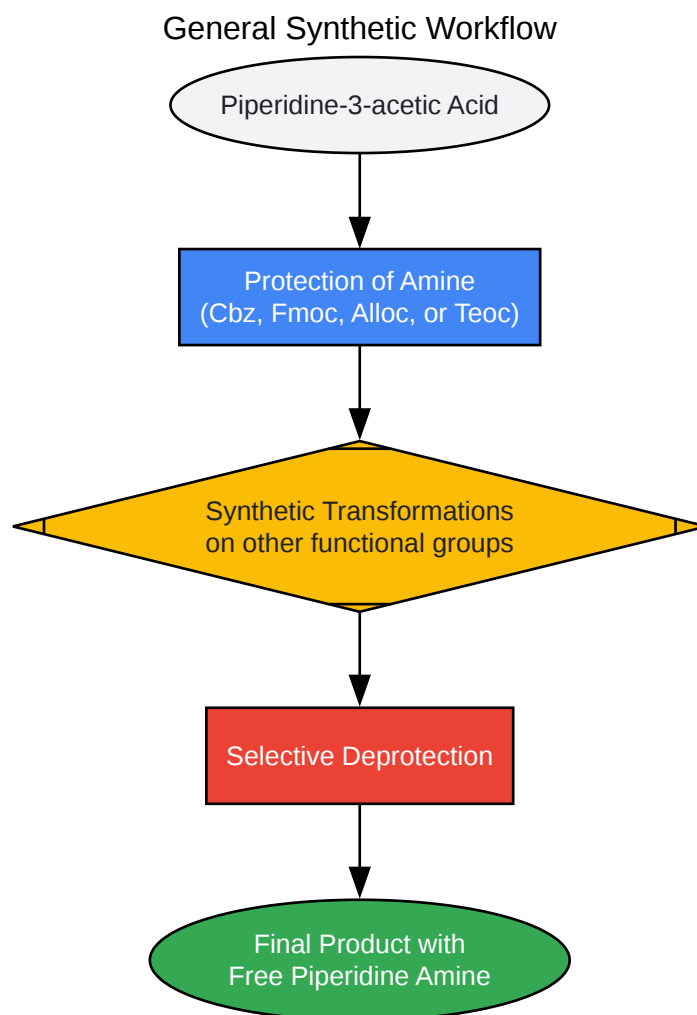 General Synthetic Workflow
Piperidine-3-acetic Acid
Protection of Amine
(Cbz, Fmoc, Alloc, or Teoc)
Synthetic Transformations
on other functional groups
Selective Deprotection
Final Product with
Free Piperidine Amine